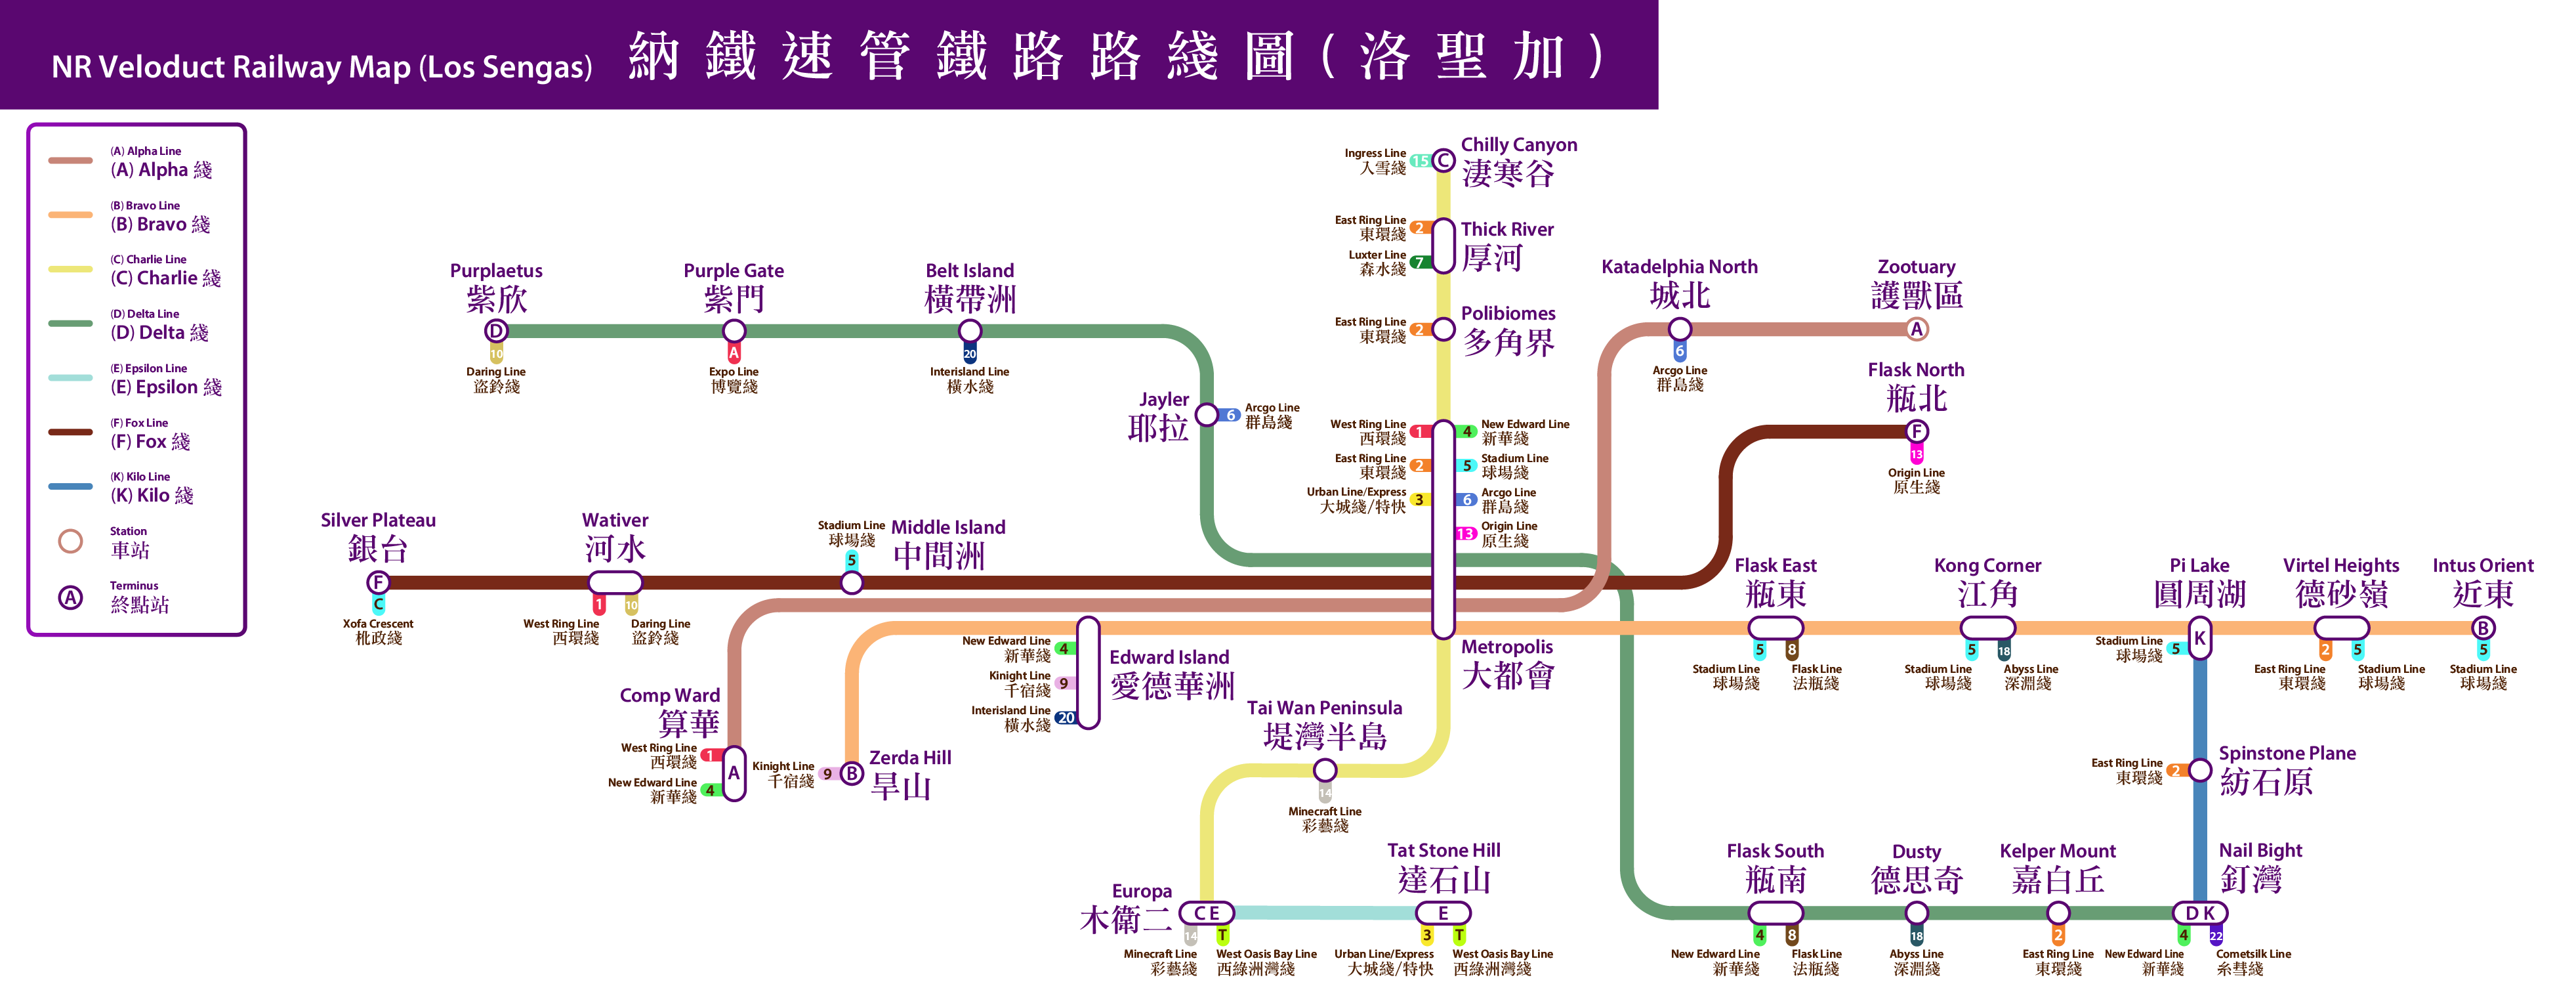 NR Veloduct Railway Map (Los Sengas) 納鐵速管鐵路路綫圖(洛聖加)
(A) Alpha Line
(A) Alpha 綫
(B) Bravo Line
(B) Bravo 綫
(C) Charlie Line
(C) Charlie 綫
(D) Delta Line
(D) Delta 綫
(E) Epsilon Line
(E) Epsilon 綫
(F) Fox Line
(F) Fox 綫
(K) Kilo Line
(K) Kilo 綫
Station
車站
A
Terminus
終點站
Chilly Canyon
淒寒谷
C
15
Ingress Line
入雪綫
Thick River
厚河
2
East Ring Line
東環綫
7
Luxter Line
森水綫
Polibiomes
多角界
2
East Ring Line
東環綫
Purplaetus
紫欣
D
10
Daring Line
盜鈴綫
Purple Gate
紫門
A
Expo Line
博覽綫
Belt Island
橫帶洲
20
Interisland Line
橫水綫
Jayler
耶拉
6
Arcgo Line
群島綫
Katadelphia North
城北
6
Arcgo Line
群島綫
Zootuary
護獸區
A
Flask North
瓶北
F
13
Origin Line
原生綫
West Ring Line
西環綫
1
East Ring Line
東環綫
2
Urban Line/Express
大城綫/特快
3
4
New Edward Line
新華綫
5
Stadium Line
球場綫
6
Arcgo Line
群島綫
13
Origin Line
原生綫
Metropolis
大都會
Silver Plateau
銀台
F
C
Xofa Crescent
枇政綫
Wativer
河水
1
West Ring Line
西環綫
10
Daring Line
盜鈴綫
Middle Island
中間洲
Stadium Line
球場綫
5
Comp Ward
算華
A
West Ring Line
西環綫
1
New Edward Line
新華綫
4
Zerda Hill
旱山
B
Kinight Line
千宿綫
9
Edward Island
愛德華洲
New Edward Line
新華綫
4
Kinight Line
千宿綫
9
Interisland Line
橫水綫
20
Tai Wan Peninsula
堤灣半島
14
Minecraft Line
彩藝綫
Flask East
瓶東
5
Stadium Line
球場綫
8
Flask Line
法瓶綫
Kong Corner
江角
5
Stadium Line
球場綫
18
Abyss Line
深淵綫
Pi Lake
圓周湖
K
Stadium Line
球場綫
5
Virtel Heights
德砂嶺
2
East Ring Line
東環綫
5
Stadium Line
球場綫
Intus Orient
近東
B
5
Stadium Line
球場綫
Spinstone Plane
紡石原
East Ring Line
東環綫
2
Europa
木衛二
C E
14
Minecraft Line
彩藝綫
T
West Oasis Bay Line
西綠洲灣綫
Tat Stone Hill
達石山
E
3
Urban Line/Express
大城綫/特快
T
West Oasis Bay Line
西綠洲灣綫
Flask South
瓶南
4
New Edward Line
新華綫
8
Flask Line
法瓶綫
Dusty
德思奇
18
Abyss Line
深淵綫
Kelper Mount
嘉白丘
2
East Ring Line
東環綫
Nail Bight
釘灣
D K
4
New Edward Line
新華綫
22
Cometsilk Line
糸彗綫